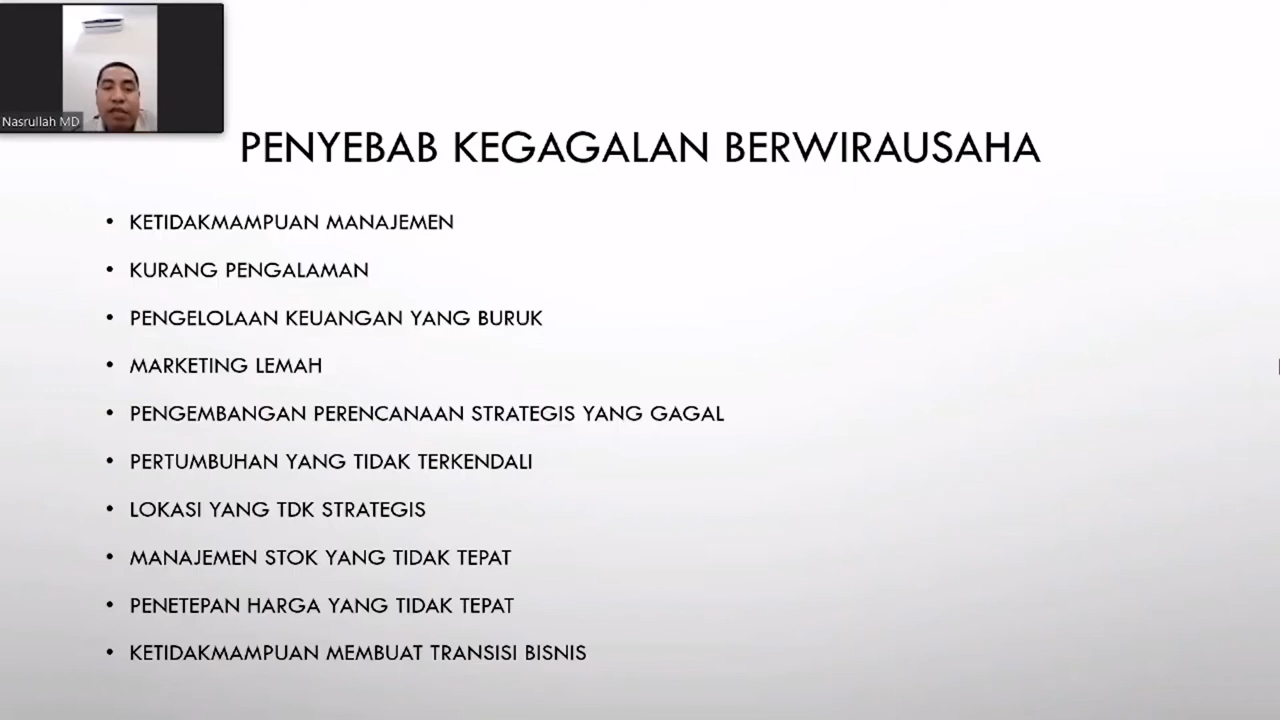 Nasrullah MD
PENYEBAB KEGAGALAN BERWIRAUSAHA
• KETIDAKMAMPUAN MANAJEMEN
• KURANG PENGALAMAN
• PENGELOLAAN KEUANGAN YANG BURUK
• MARKETING LEMAH
• PENGEMBANGAN PERENCANAAN STRATEGIS YANG GAGAL
• PERTUMBUHAN YANG TIDAK TERKENDALI
• LOKASI YANG TDK STRATEGIS
• MANAJEMEN STOK YANG TIDAK TEPAT
• PENETEPAN HARGA YANG TIDAK TEPAT
• KETIDAKMAMPUAN MEMBUAT TRANSISI BISNIS